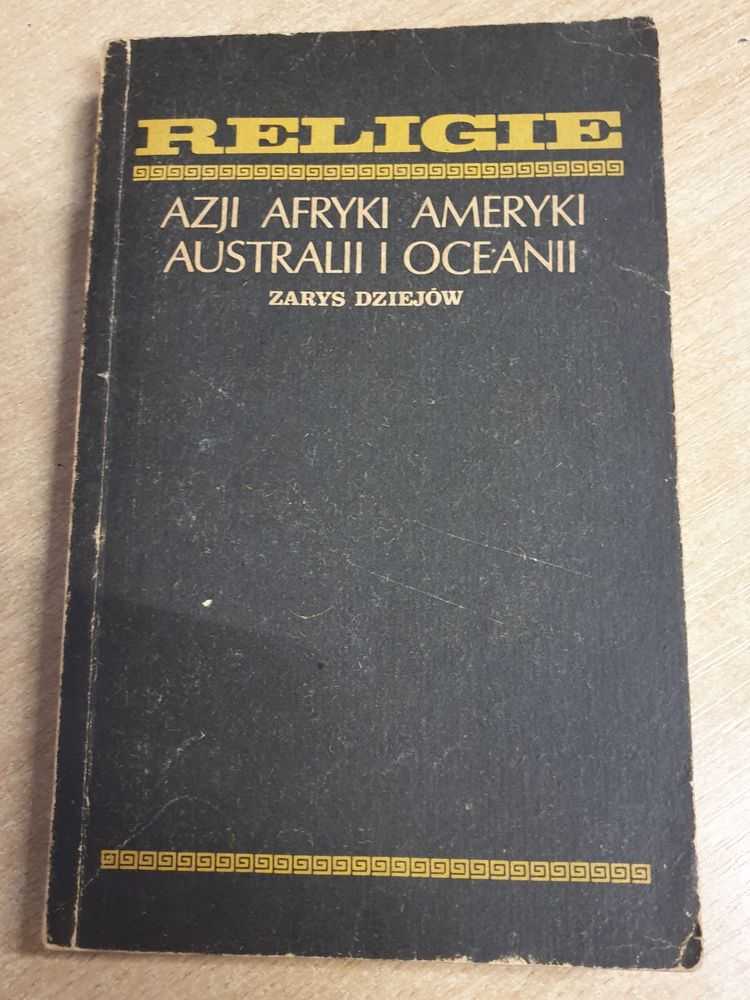 RELIGIE
AZJI AFRYKI AMERYKI
AUSTRALII I OCEANII
ZARYS DZIEJÓW